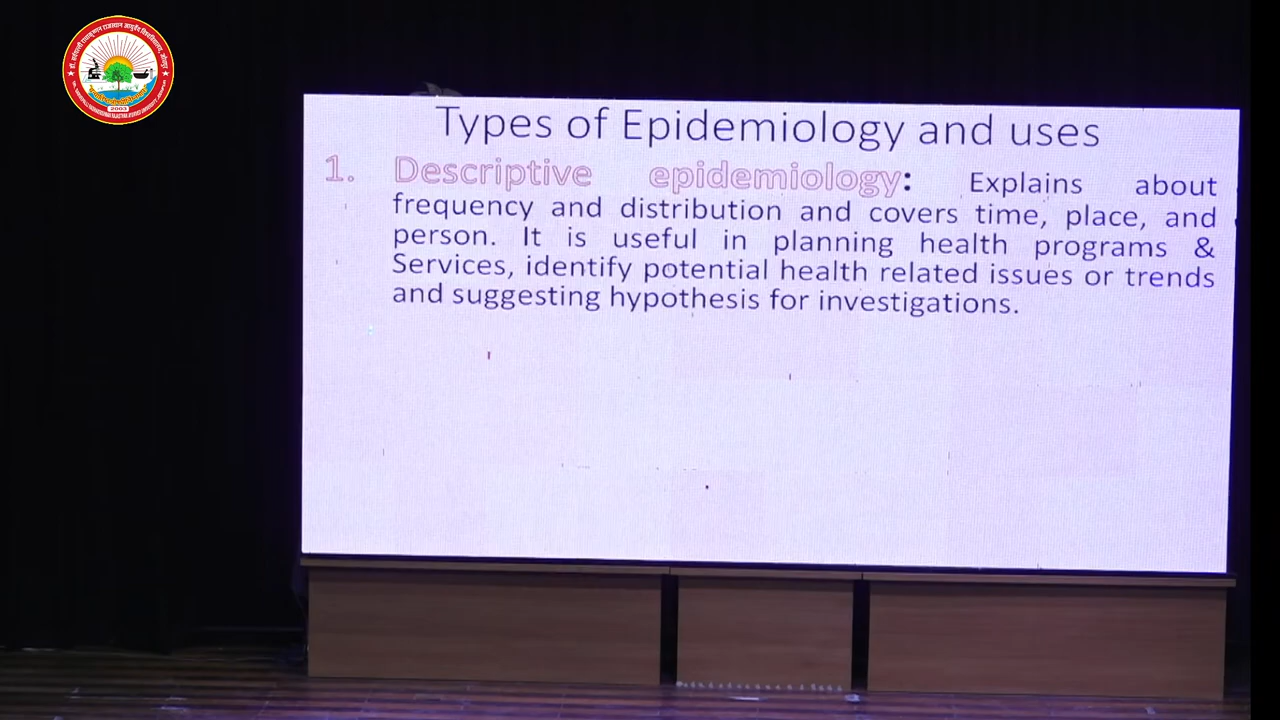 Types of Epidemiology and uses
1. Descriptive epidemiology: Explains about
frequency and distribution and covers time, place, and
person. It is useful in planning health programs &
Services, identify potential health related issues or trends
and suggesting hypothesis for investigations.
2003